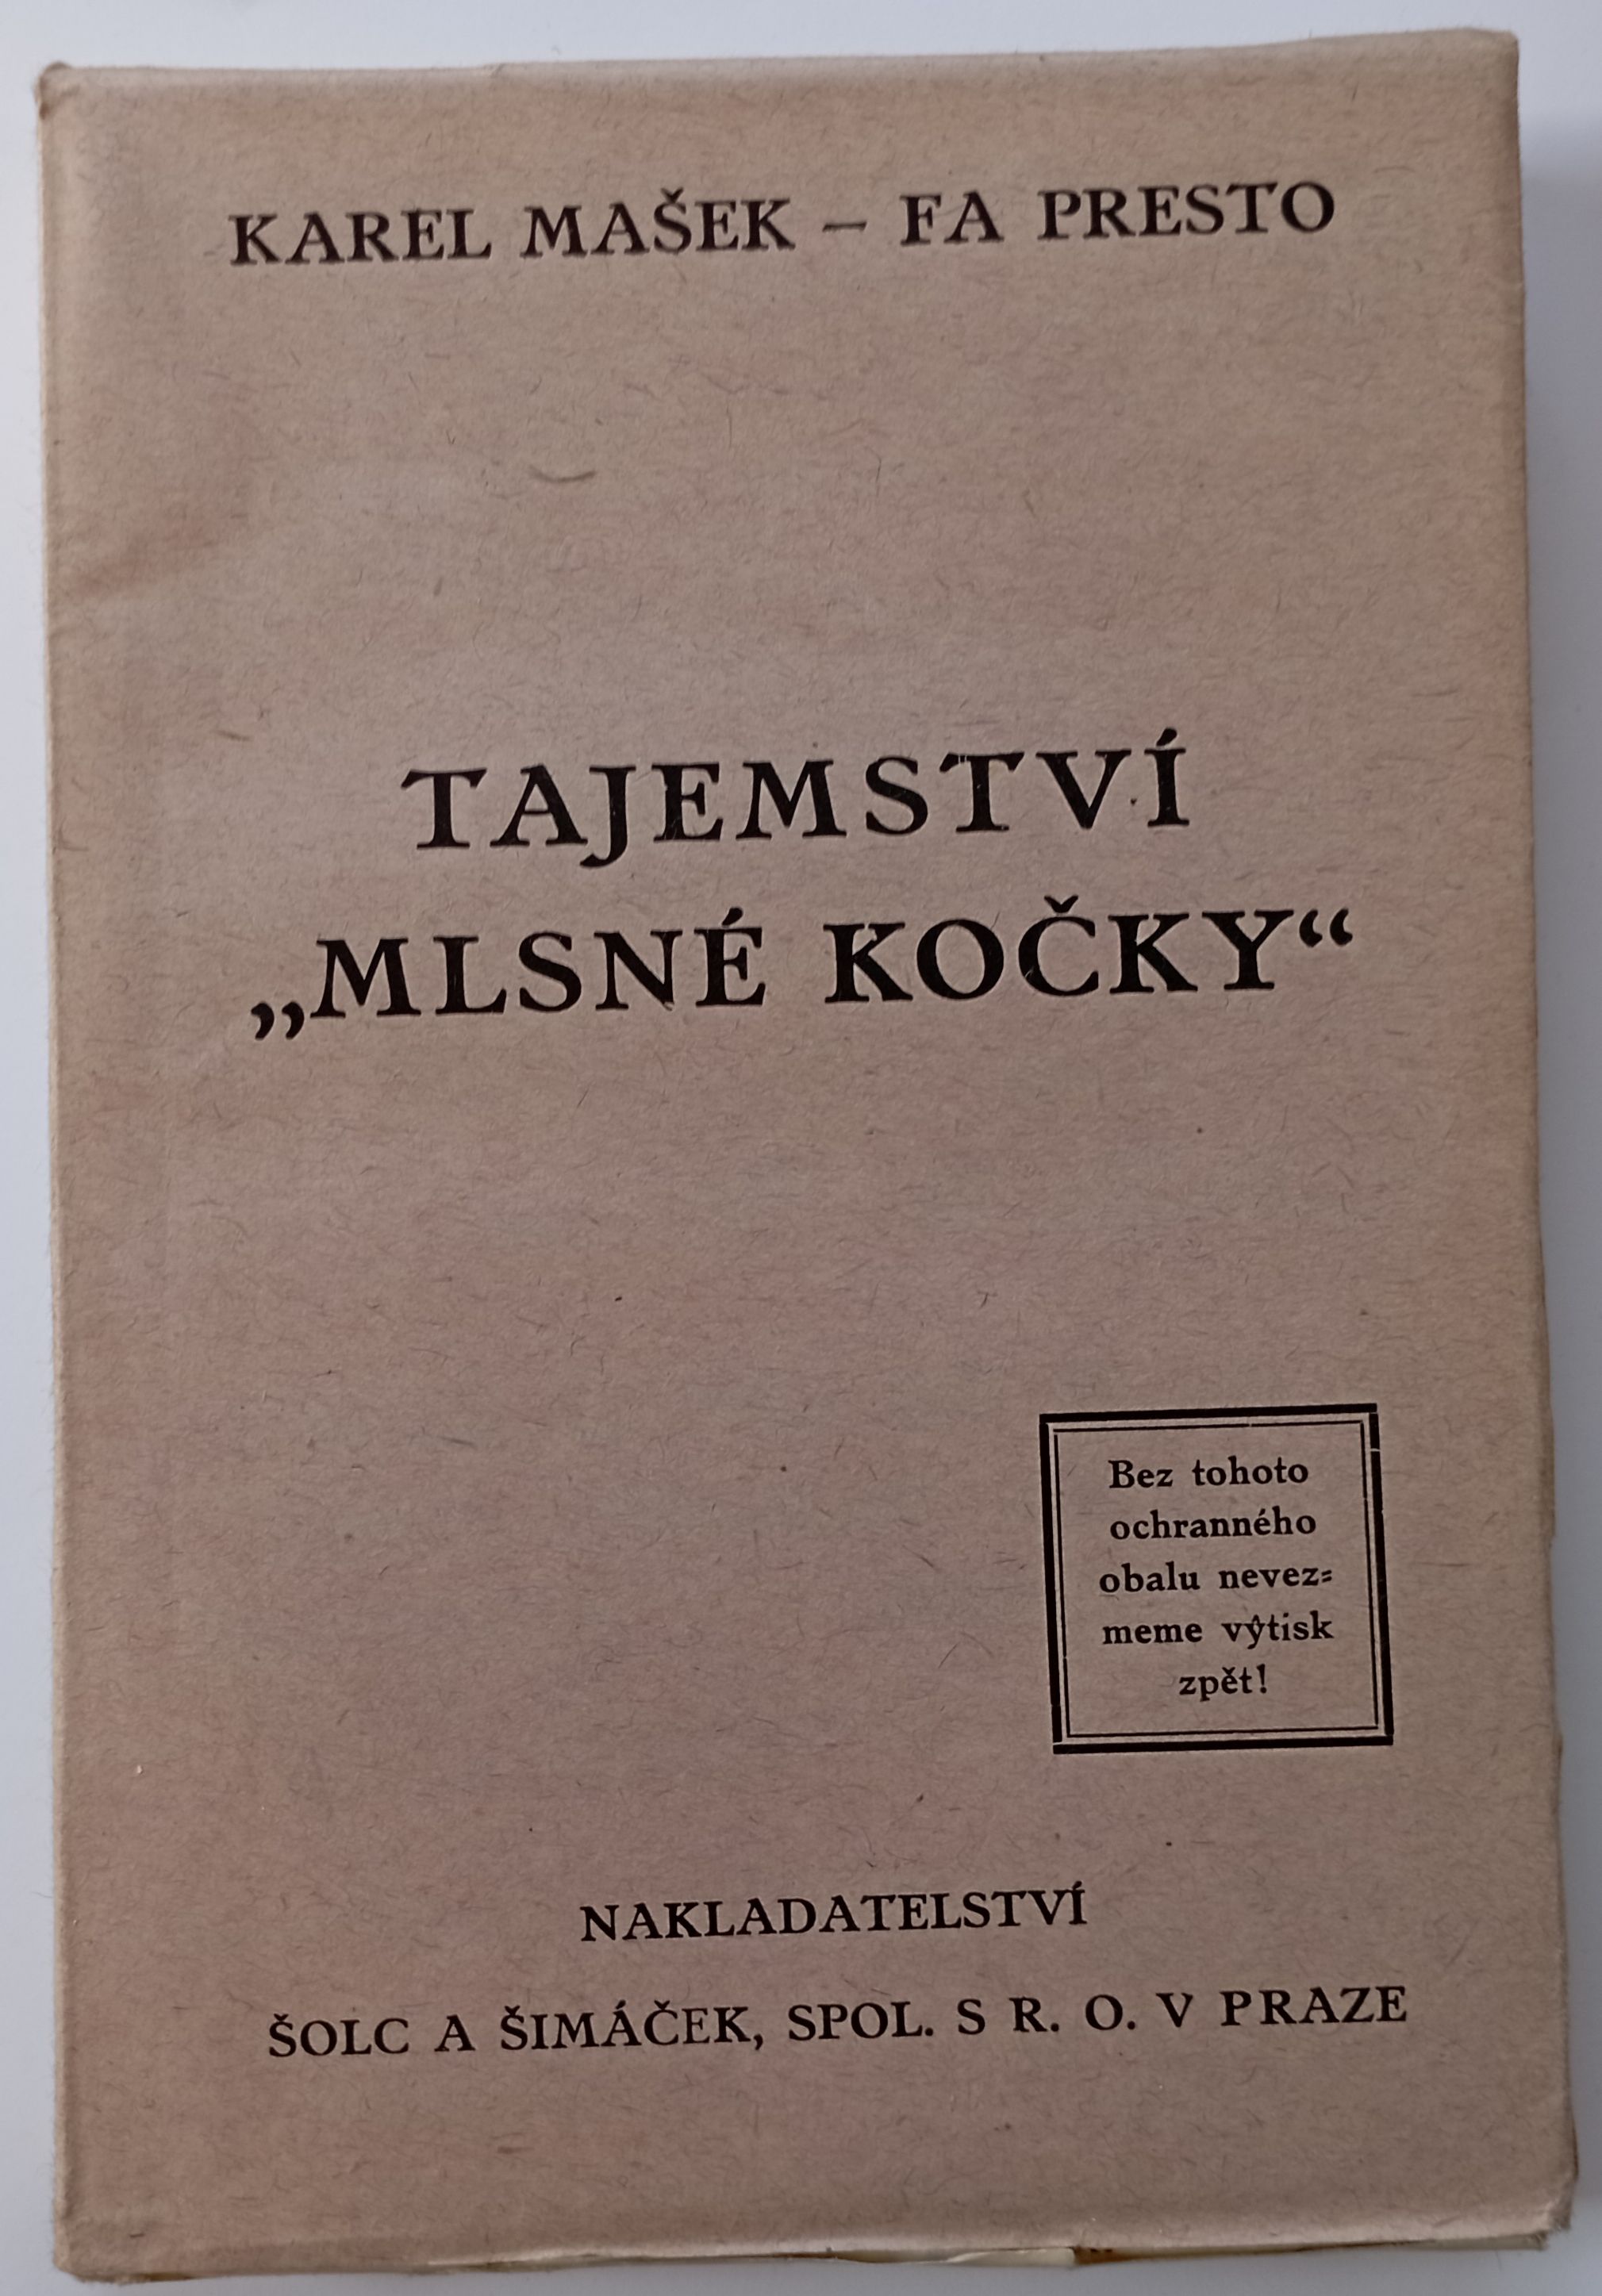 KAREL MAŠEK – FA PRESTO
TAJEMSTVÍ
„MLSNÉ KOČKY“
Bez tohoto
ochranného
obalu nevez-
meme výtisk
zpět!
NAKLADATELSTVÍ
ŠOLC A ŠIMÁČEK, SPOL. S R. O. V PRAZE